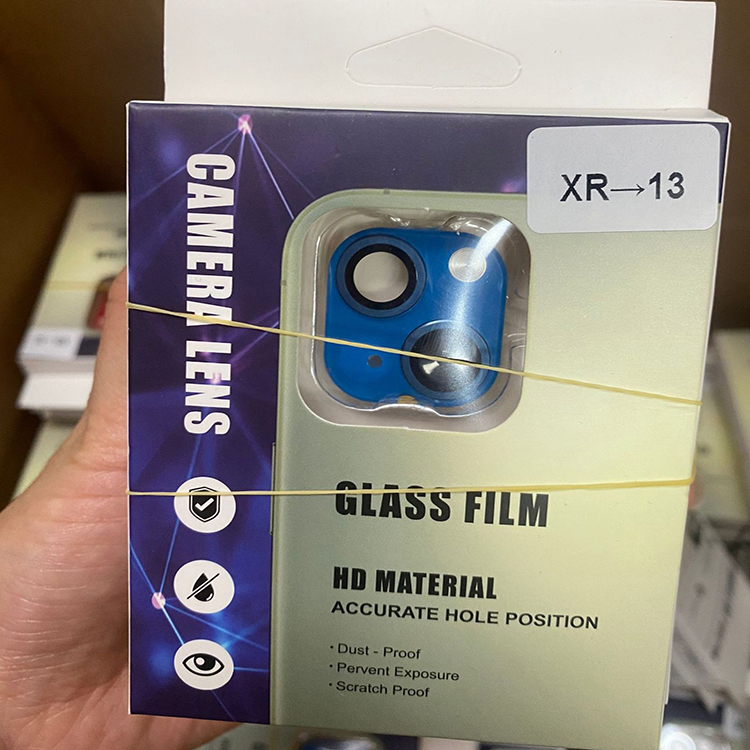 XR→13
CAMERA LENS
GLASS FILM
HD MATERIAL
ACCURATE HOLE POSITION
· Dust - Proof
· Pervent Exposure
· Scratch Proof